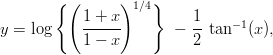 y = log { ( (1 + x) / (1 − x) )^{1/4} } − 1/2 tan^{−1}(x),